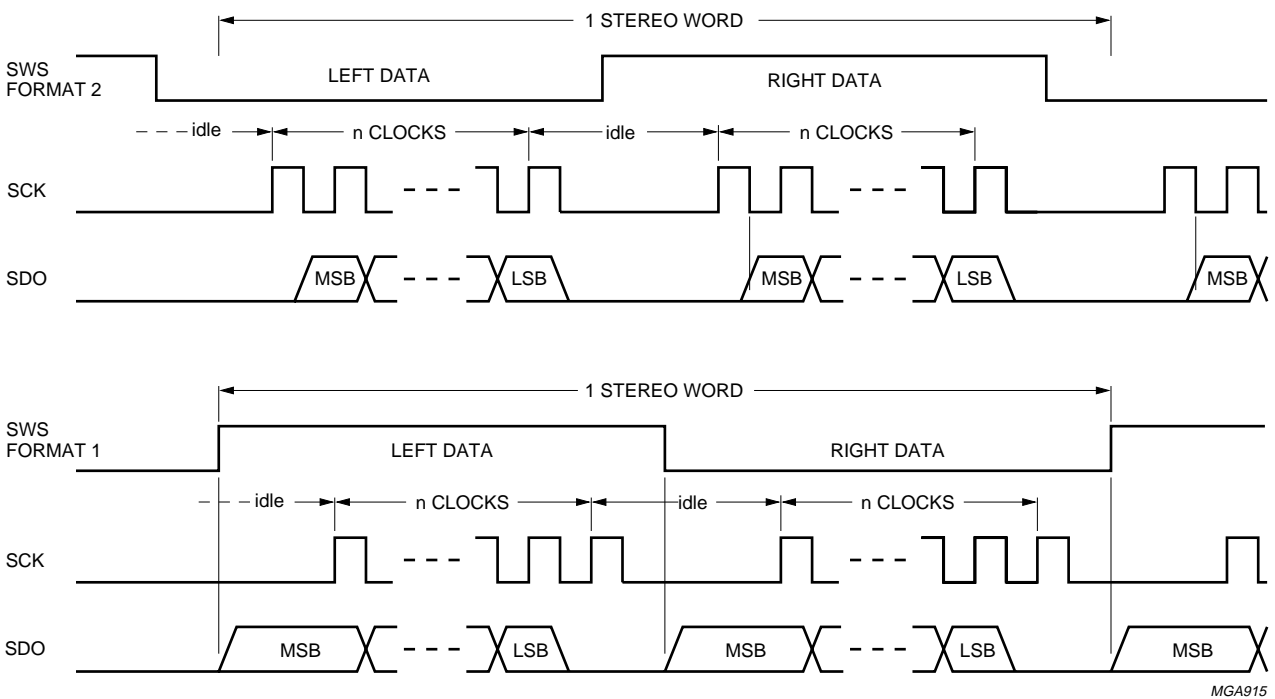 1 STEREO WORD
SWS
FORMAT 2
LEFT DATA
RIGHT DATA
idle
n CLOCKS
idle
n CLOCKS
SCK
SDO
MSB
LSB
MSB
LSB
MSB
1 STEREO WORD
SWS
FORMAT 1
LEFT DATA
RIGHT DATA
idle
n CLOCKS
idle
n CLOCKS
SCK
SDO
MSB
LSB
MSB
LSB
MSB
MGA915